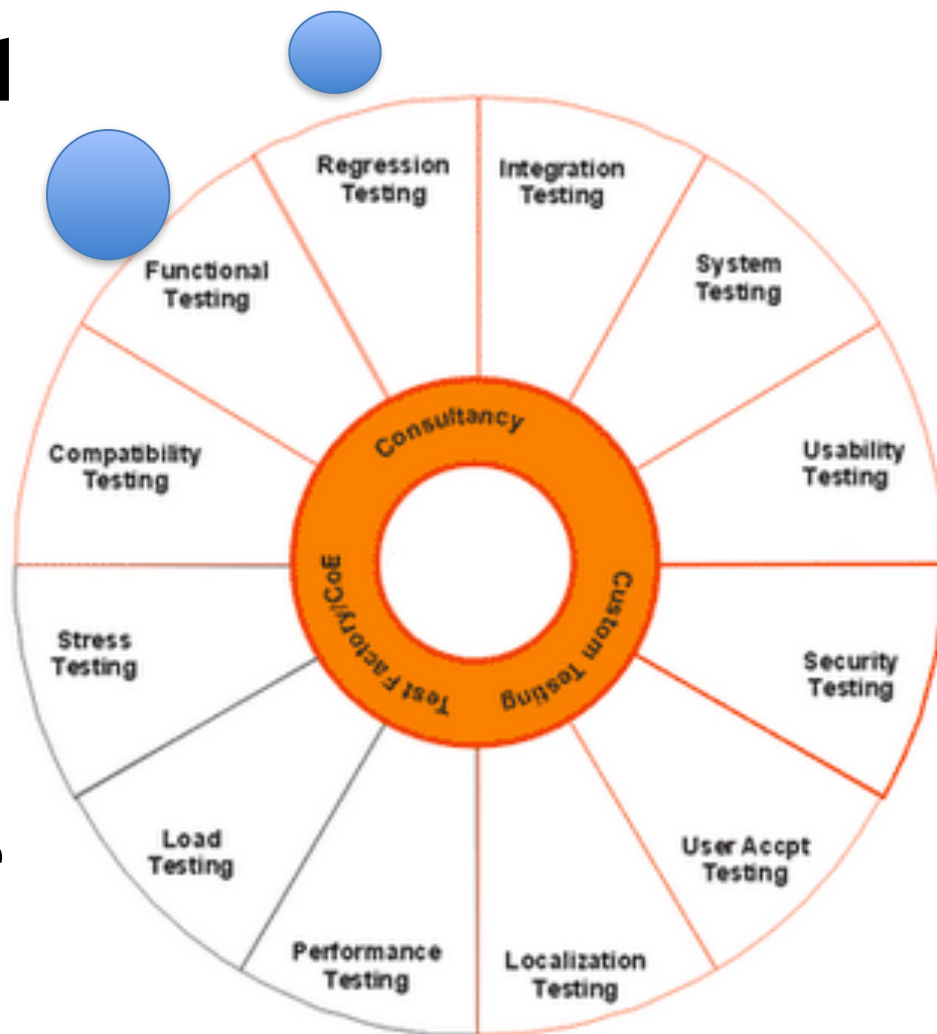 Regression
Testing
Integration
Testing
System
Testing
Usability
Testing
Security
Testing
User Accpt
Testing
Localization
Testing
Performance
Testing
Load
Testing
Stress
Testing
Compatibility
Testing
Functional
Testing
Consultancy
Custom Testing
Test Factory/CoE